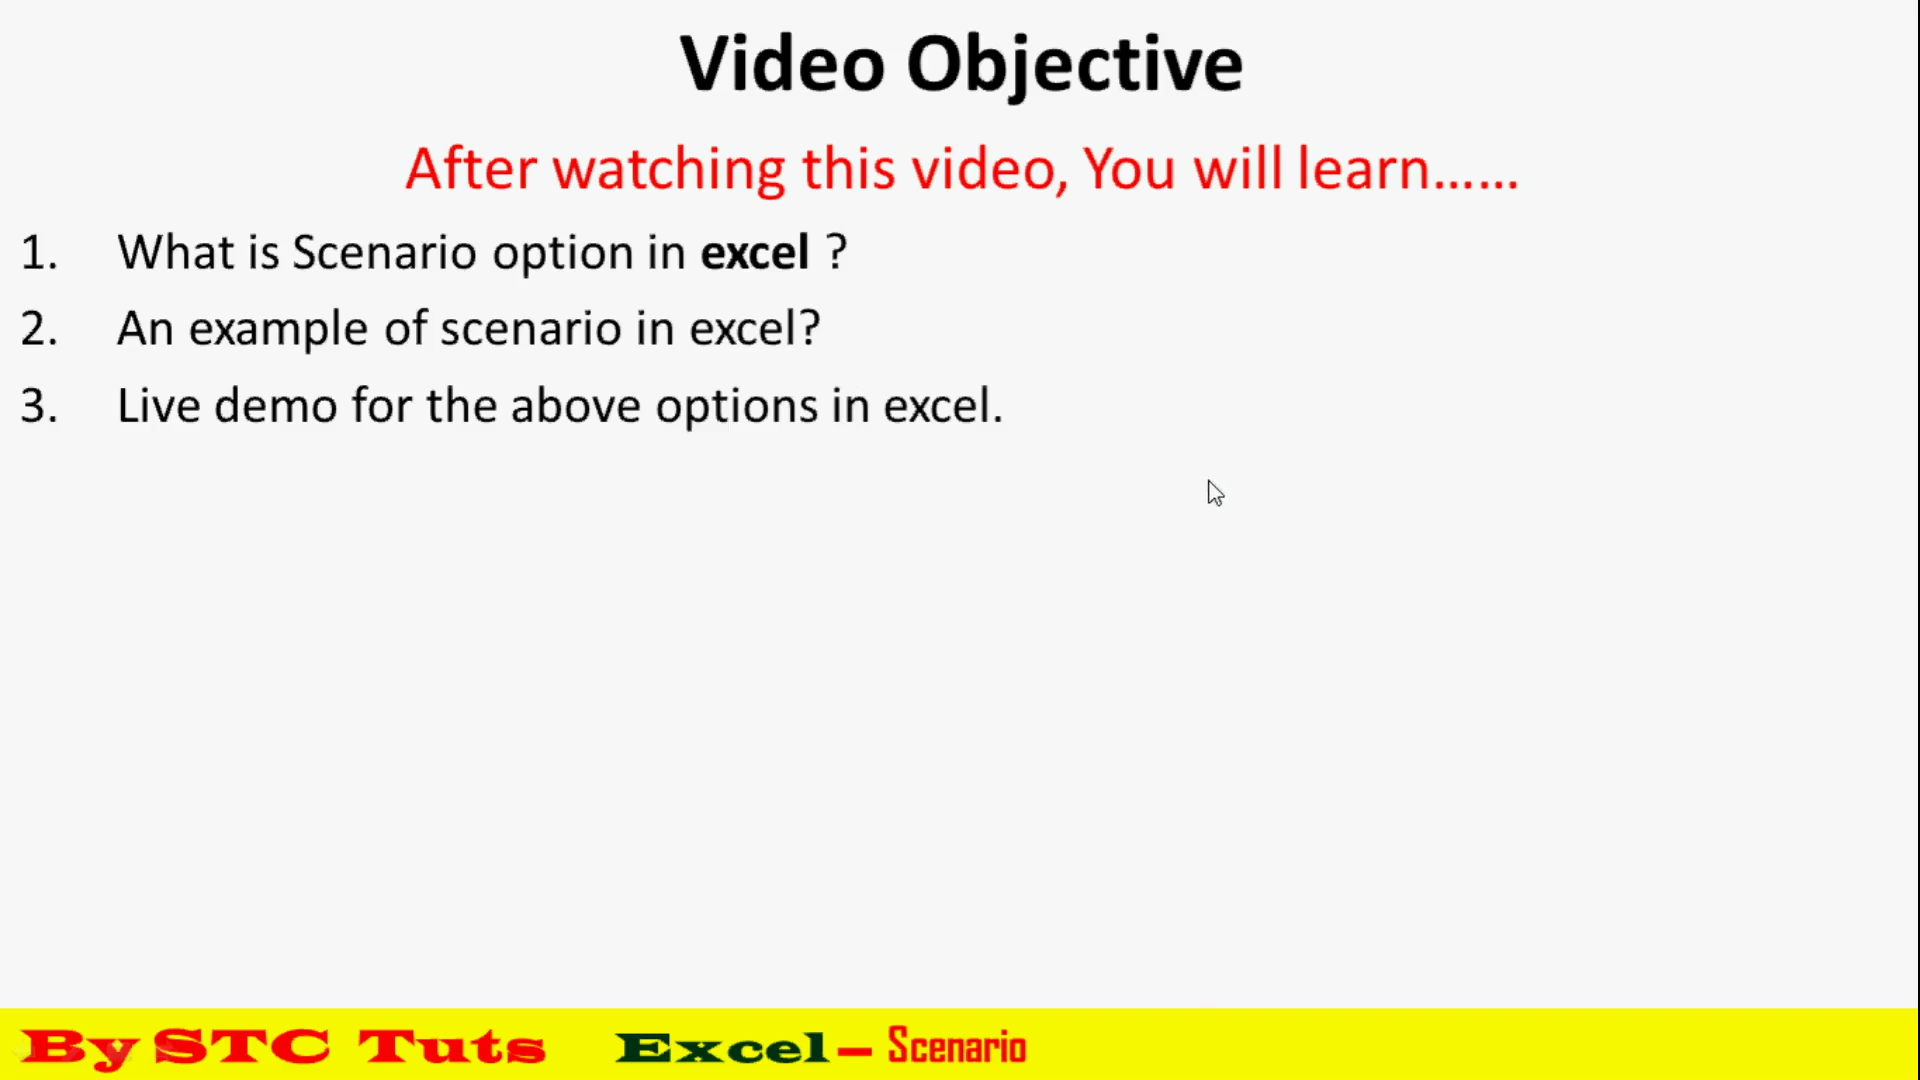 Video Objective
After watching this video, You will learn......
1. What is Scenario option in excel ?
2. An example of scenario in excel?
3. Live demo for the above options in excel.
By STC Tuts Excel – Scenario